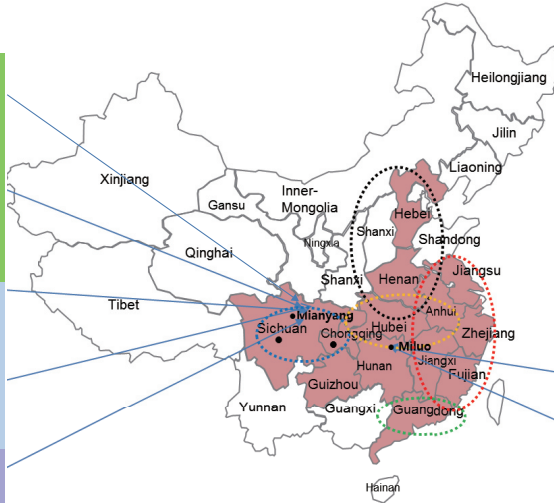 Heilongjiang
Jilin
Liaoning
Xinjiang
Inner-
Mongolia
Gansu
Hebei
Ningxia
Shanxi
Shandong
Qinghai
Shanxi
Henan
Jiangsu
Tibet
Mianyang
Anhui
Sichuan
Chongqing
Hubei
Zhejiang
Miluo
Hunan
Jiangxi
Fujian
Guizhou
Yunnan
Guangxi
Guangdong
Hainan